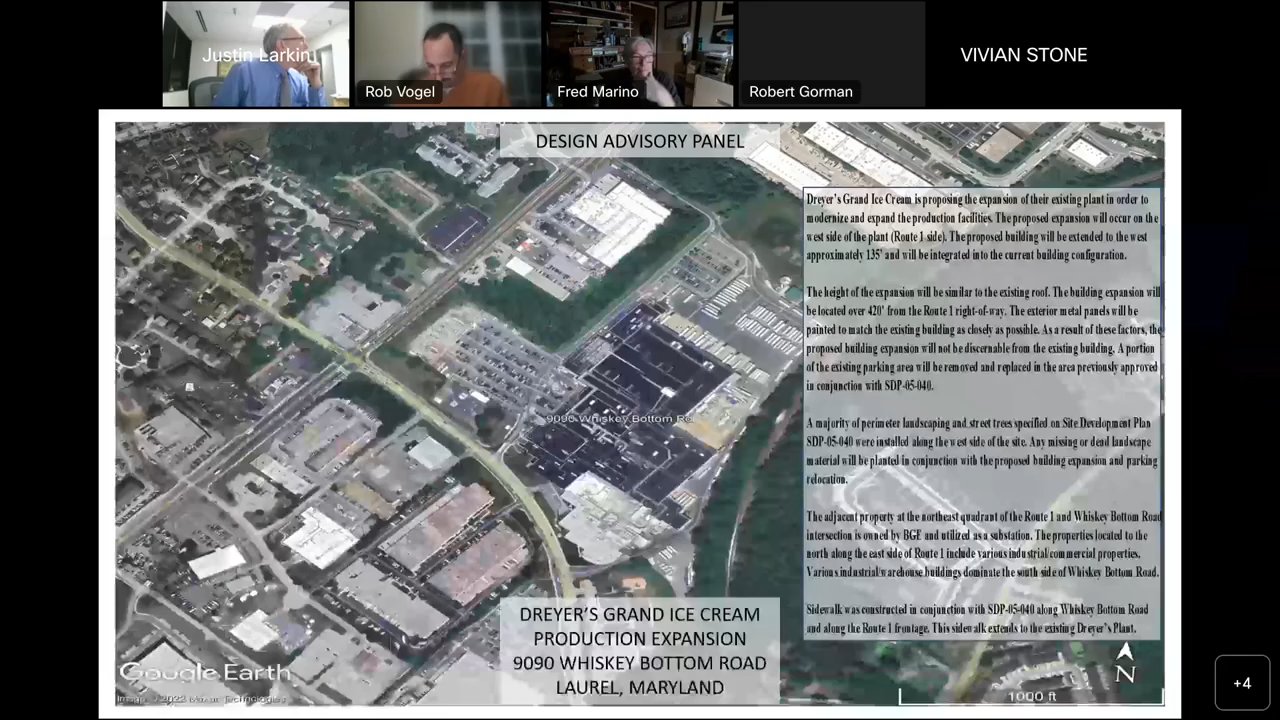 Justin Larkin
Rob Vogel
Fred Marino
Robert Gorman
VIVIAN STONE
DESIGN ADVISORY PANEL
Dreyer's Grand Ice Cream is proposing the expansion of their existing plant in order to
modernize and expand the production facilities. The proposed expansion will occur on the
west side of the plant (Route 1 side). The proposed building will be extended to the west
approximately 135' and will be integrated into the current building configuration.
The height of the expansion will be similar to the existing roof. The building expansion will
be located over 420' from the Route 1 right-of-way. The exterior metal panels will be
painted to match the existing building as closely as possible. As a result of these factors, the
proposed building expansion will not be discernable from the existing building. A portion
of the existing parking area will be removed and replaced in the area previously approved
in conjunction with SDP-05-040.
A majority of perimeter landscaping and street trees specified on Site Development Plan
SDP-05-040 were installed along the west side of the site. Any missing or dead landscape
material will be planted in conjunction with the proposed building expansion and parking
relocation.
The adjacent property at the northeast quadrant of the Route 1 and Whiskey Bottom Road
intersection is owned by BGE and utilized as a substation. The properties located to the
north along the east side of Route 1 include various industrial/commercial properties.
Various industrial/warehouse buildings dominate the south side of Whiskey Bottom Road.
Sidewalk was constructed in conjunction with SDP-05-040 along Whiskey Bottom Road
and along the Route 1 frontage. This sidewalk extends to the existing Dreyer's Plant.
9090 Whiskey Bottom Rd
DREYER'S GRAND ICE CREAM
PRODUCTION EXPANSION
9090 WHISKEY BOTTOM ROAD
LAUREL, MARYLAND
Google Earth
Image © 2022 Maxar Technologies
N
1000 ft
+4